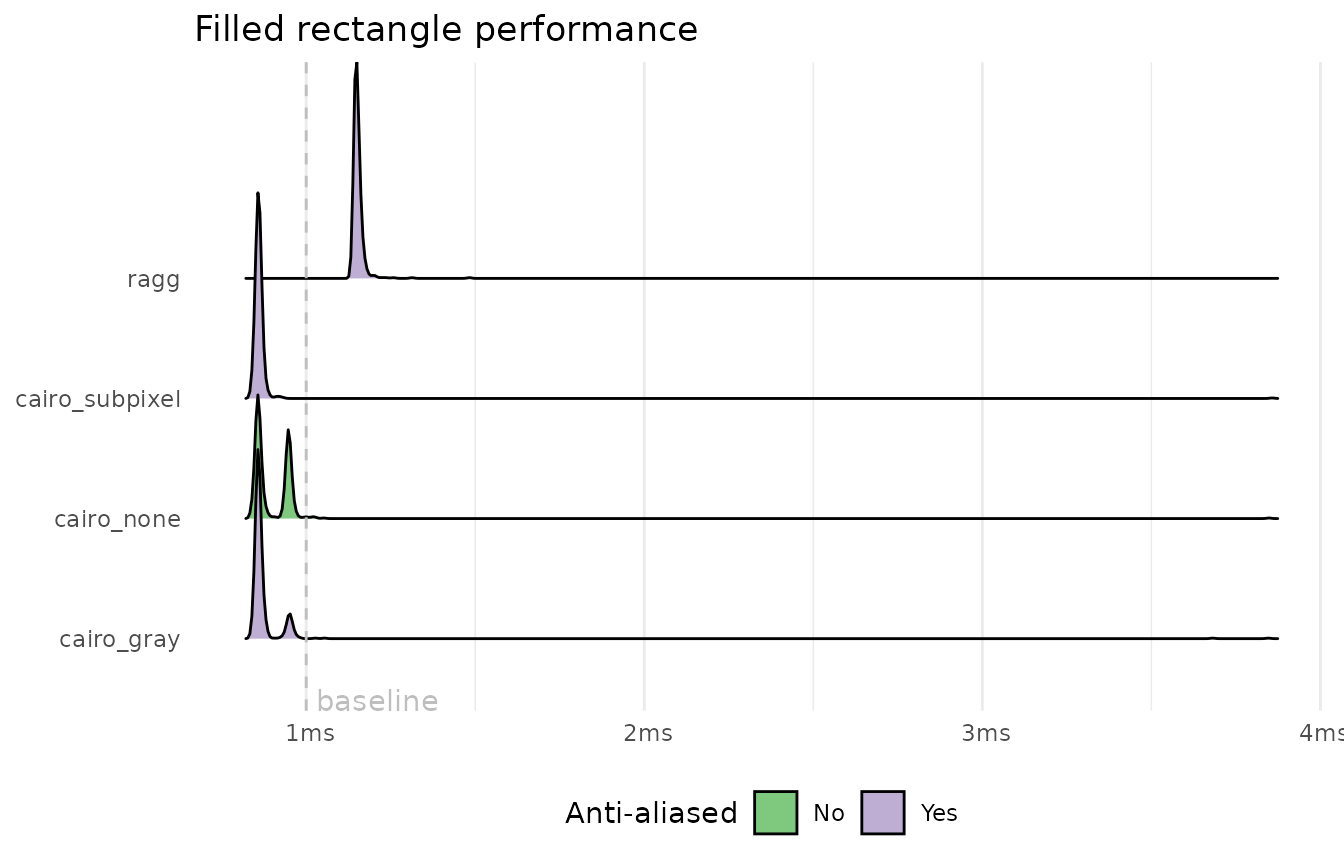 Filled rectangle performance
ragg
cairo_subpixel
cairo_none
cairo_gray
baseline
1ms 2ms 3ms 4ms
Anti-aliased No Yes